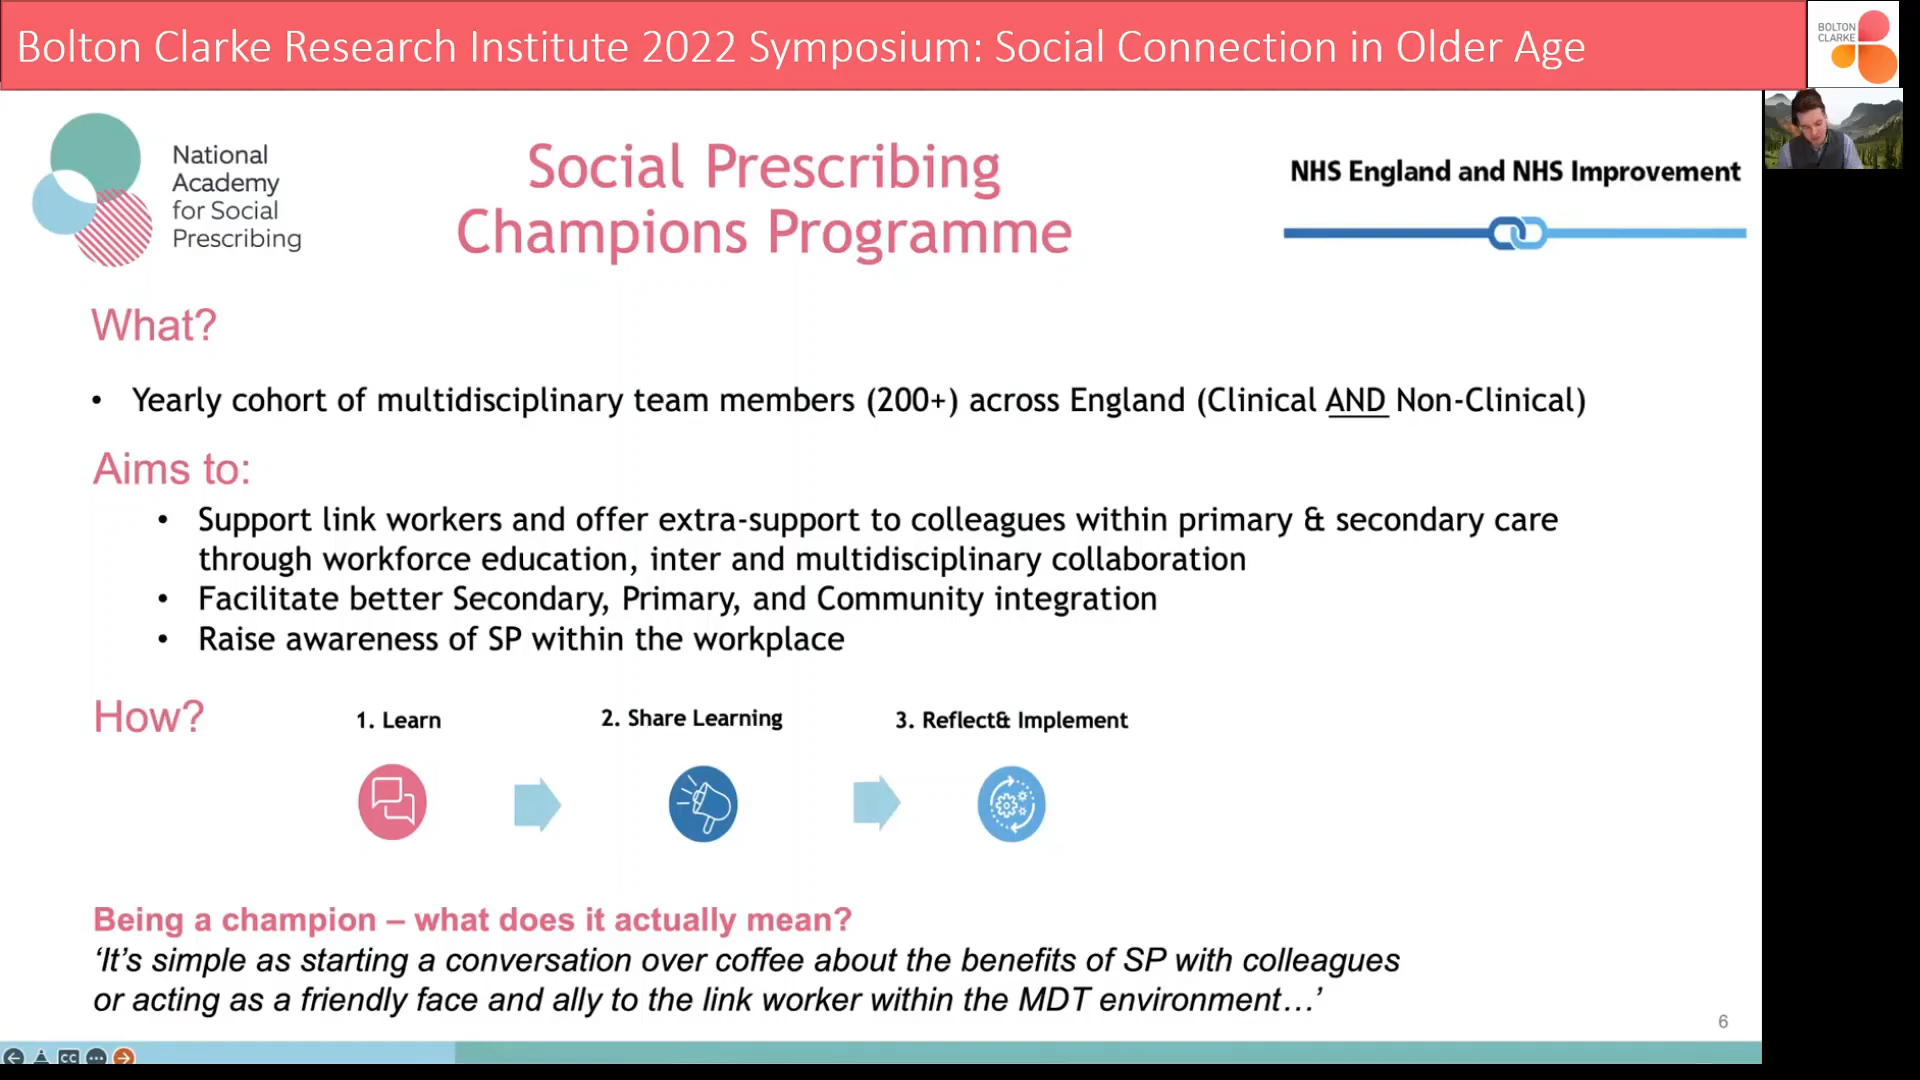 Bolton Clarke Research Institute 2022 Symposium: Social Connection in Older Age
BOLTON
CLARKE
National
Academy
for Social
Prescribing
Social Prescribing
Champions Programme
NHS England and NHS Improvement
What?
• Yearly cohort of multidisciplinary team members (200+) across England (Clinical AND Non-Clinical)
Aims to:
• Support link workers and offer extra-support to colleagues within primary & secondary care
through workforce education, inter and multidisciplinary collaboration
• Facilitate better Secondary, Primary, and Community integration
• Raise awareness of SP within the workplace
How?
1. Learn
2. Share Learning
3. Reflect& Implement
Being a champion – what does it actually mean?
‘It’s simple as starting a conversation over coffee about the benefits of SP with colleagues
or acting as a friendly face and ally to the link worker within the MDT environment…’
6
CC